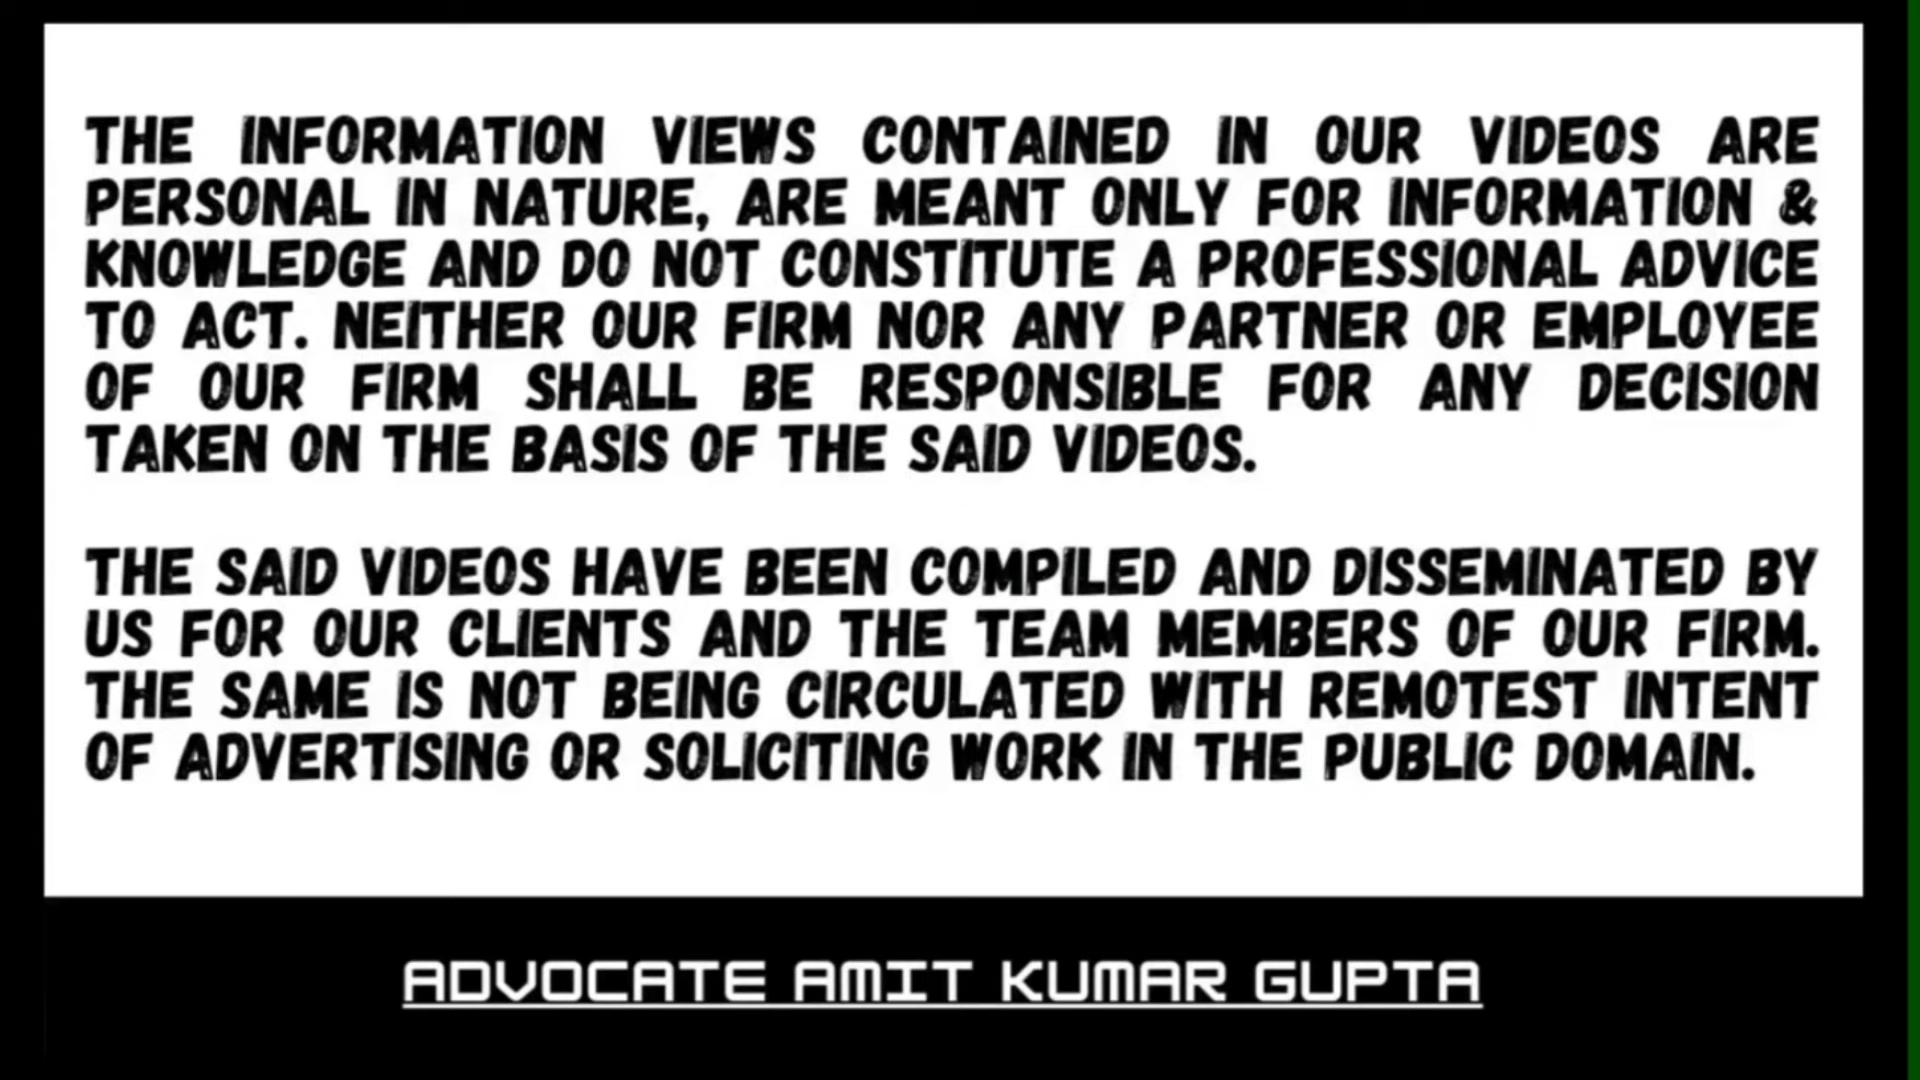 THE INFORMATION VIEWS CONTAINED IN OUR VIDEOS ARE
PERSONAL IN NATURE, ARE MEANT ONLY FOR INFORMATION &
KNOWLEDGE AND DO NOT CONSTITUTE A PROFESSIONAL ADVICE
TO ACT. NEITHER OUR FIRM NOR ANY PARTNER OR EMPLOYEE
OF OUR FIRM SHALL BE RESPONSIBLE FOR ANY DECISION
TAKEN ON THE BASIS OF THE SAID VIDEOS.
THE SAID VIDEOS HAVE BEEN COMPILED AND DISSEMINATED BY
US FOR OUR CLIENTS AND THE TEAM MEMBERS OF OUR FIRM.
THE SAME IS NOT BEING CIRCULATED WITH REMOTEST INTENT
OF ADVERTISING OR SOLICITING WORK IN THE PUBLIC DOMAIN.
ADVOCATE AMIT KUMAR GUPTA